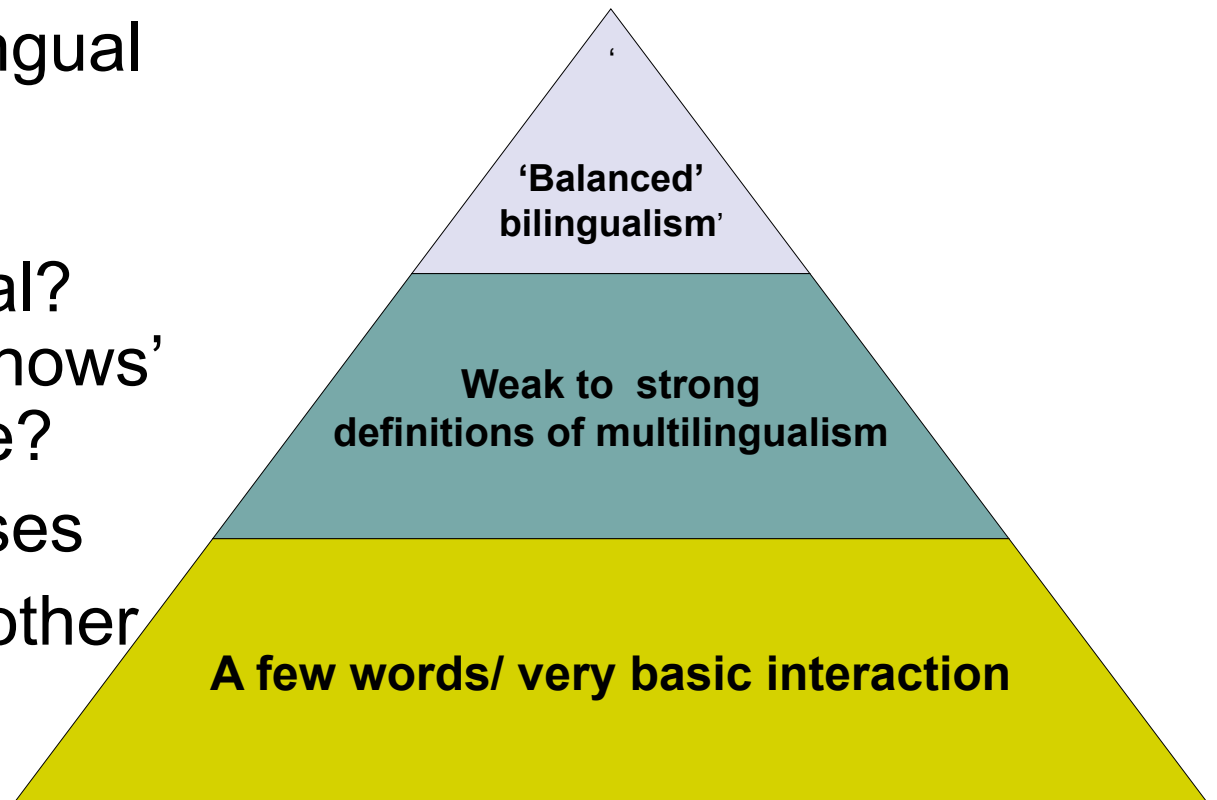 ngual
al?
nows’
e?
ses
other
‘
‘Balanced’
bilingualism’
Weak to  strong
definitions of multilingualism
A few words/ very basic interaction